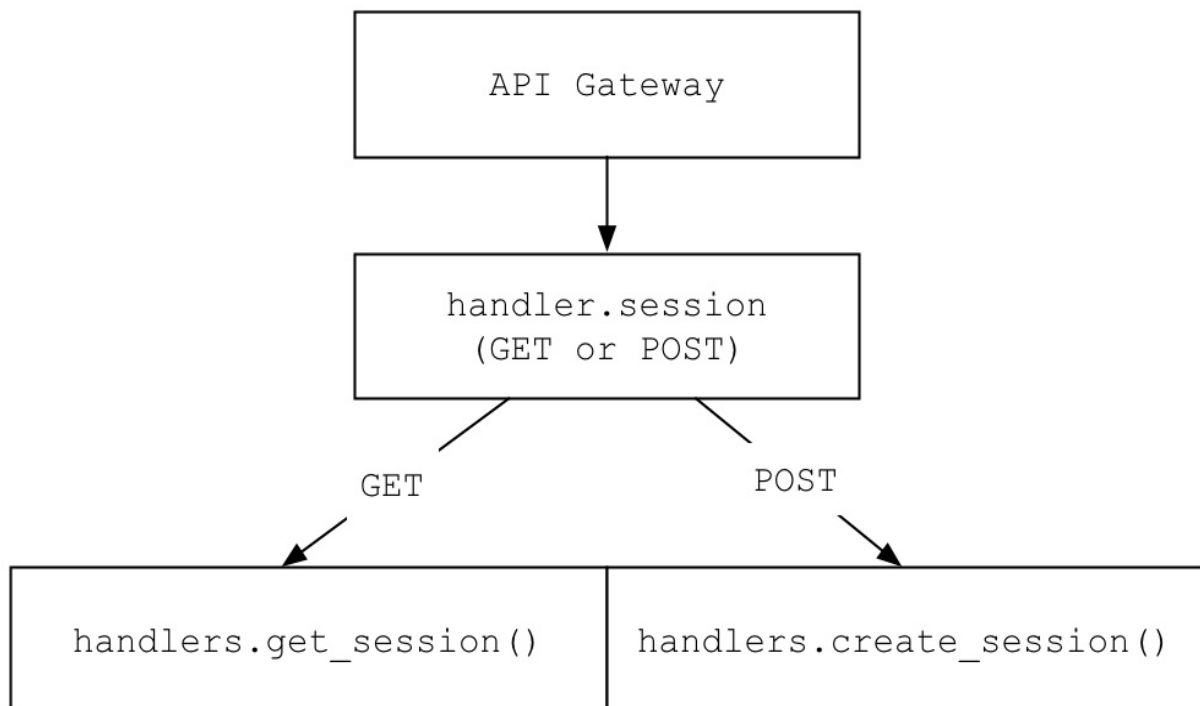 API Gateway
handler.session
(GET or POST)
GET
POST
handlers.get_session()
handlers.create_session()